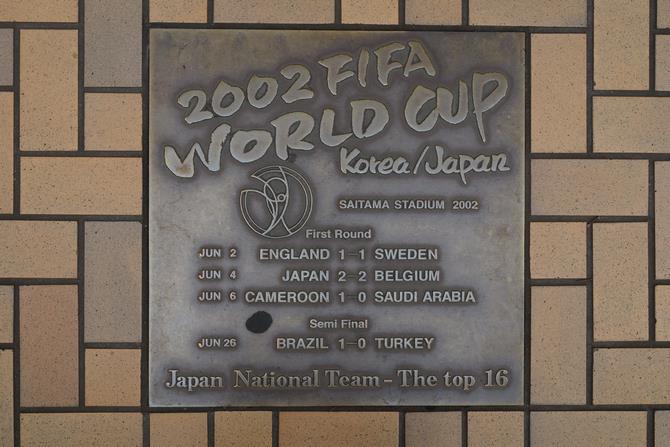 2002 FIFA
WORLD CUP
Korea/Japan
SAITAMA STADIUM 2002
First Round
JUN 2 ENGLAND 1-1 SWEDEN
JUN 4 JAPAN 2-2 BELGIUM
JUN 6 CAMEROON 1-0 SAUDI ARABIA
Semi Final
JUN 26 BRAZIL 1-0 TURKEY
Japan National Team - The top 16